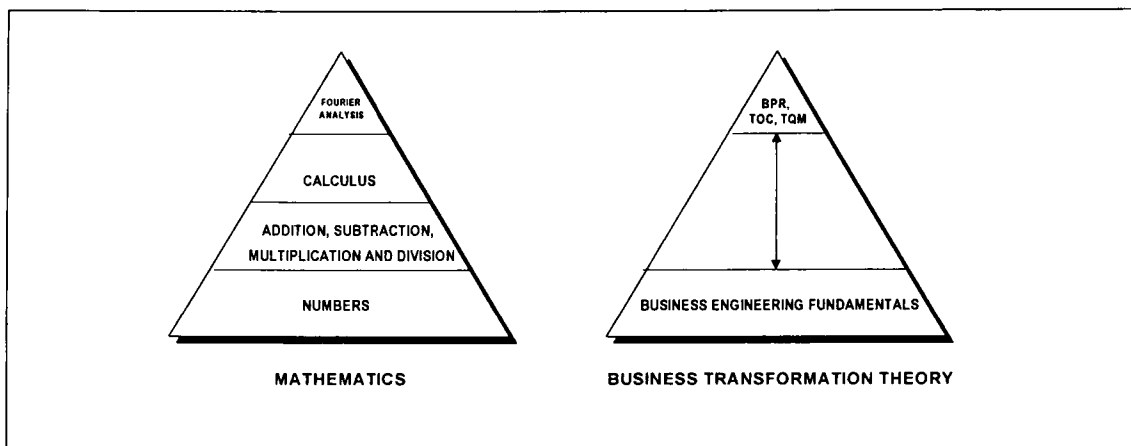 FOURIER
ANALYSIS
CALCULUS
ADDITION, SUBTRACTION,
MULTIPLICATION AND DIVISION
NUMBERS
MATHEMATICS
BPR,
TOC, TQM
BUSINESS ENGINEERING FUNDAMENTALS
BUSINESS TRANSFORMATION THEORY